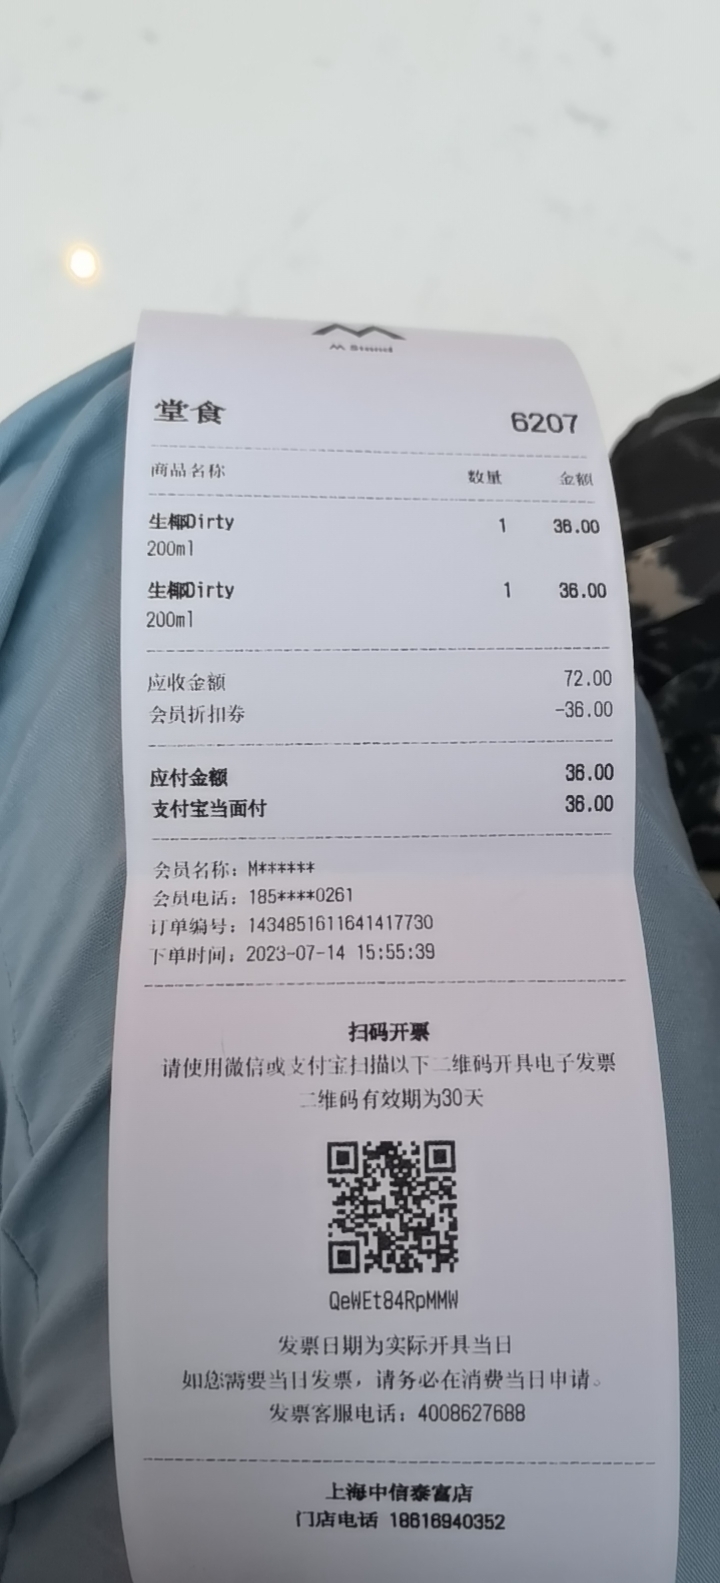 M Stand
堂食 6207
商品名称 数量 金额
生椰Dirty 1 36.00
200ml
生椰Dirty 1 36.00
200ml
应收金额 72.00
会员折扣券 -36.00
应付金额 36.00
支付宝当面付 36.00
会员名称：M******
会员电话：185****0261
订单编号：1434851611641417730
下单时间：2023-07-14 15:55:39
扫码开票
请使用微信或支付宝扫描以下二维码开具电子发票
二维码有效期为30天
QeWEt84RpMMW
发票日期为实际开具当日
如您需要当日发票，请务必在消费当日申请。
发票客服电话：4008627688
上海中信泰富店
门店电话 18616940352